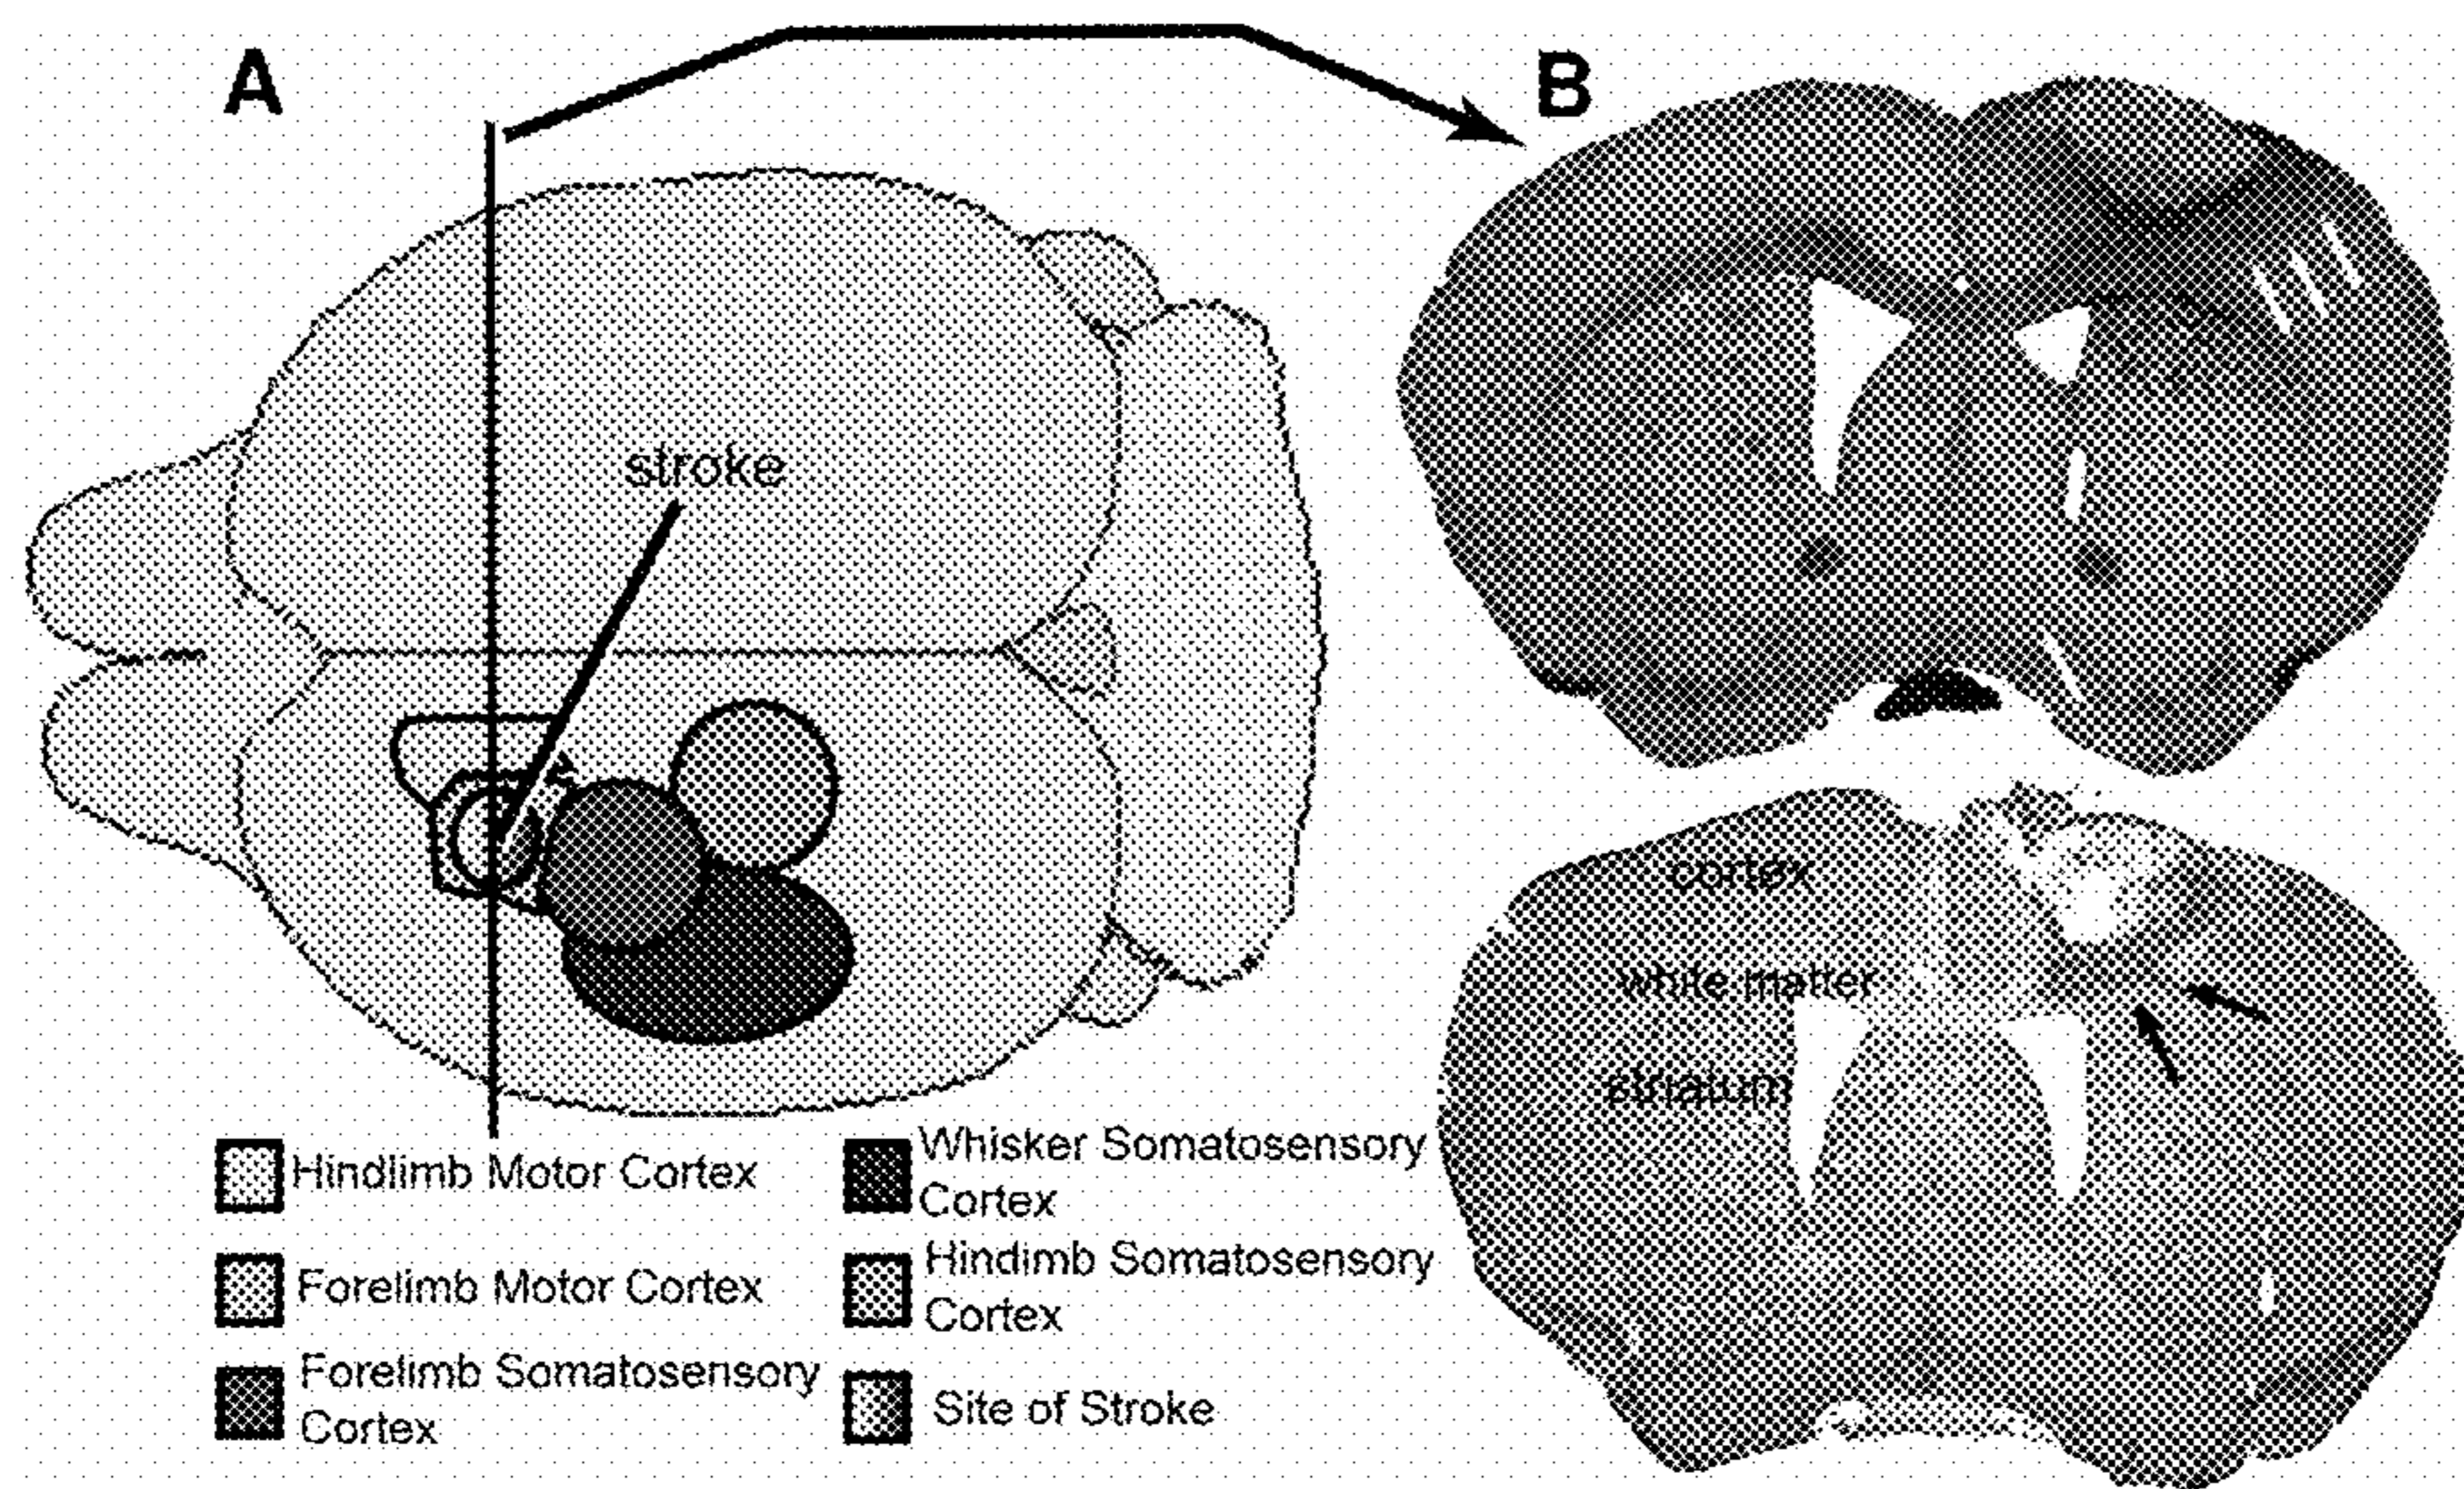 A
B
stroke
cortex
white matter
striatum
Hindlimb Motor Cortex
Forelimb Motor Cortex
Forelimb Somatosensory
Cortex
Whisker Somatosensory
Cortex
Hindimb Somatosensory
Cortex
Site of Stroke